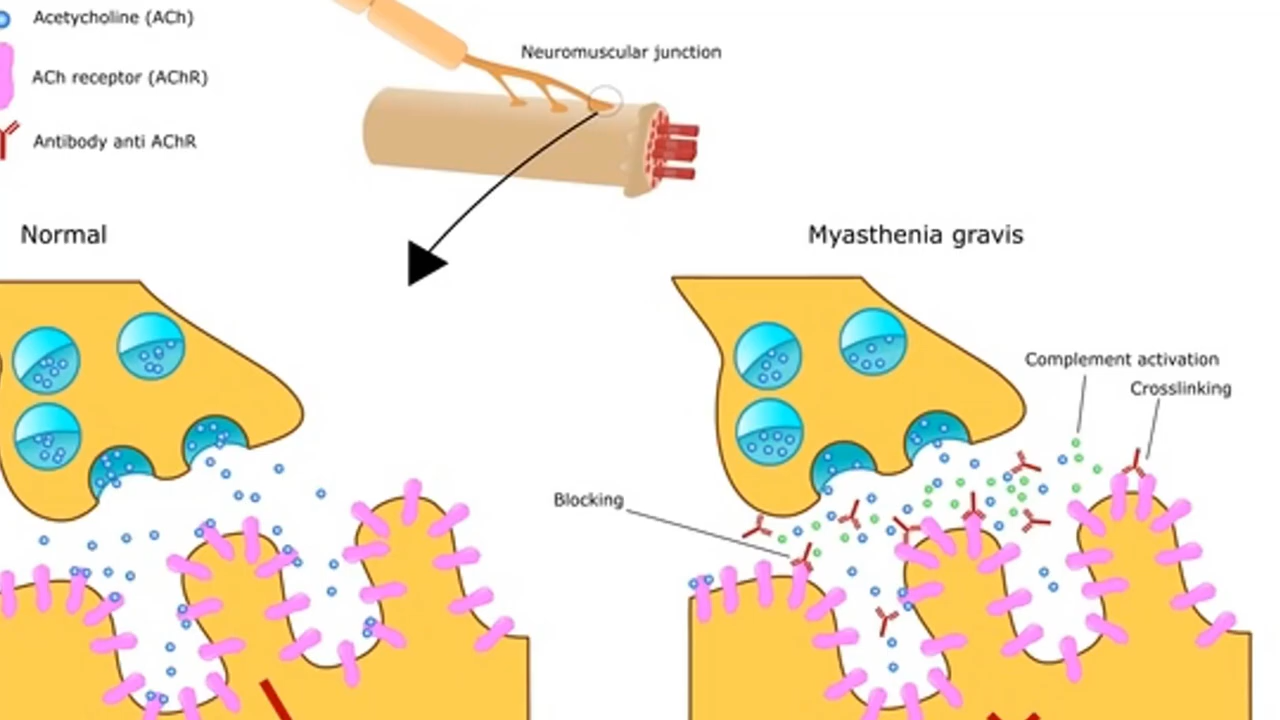 Acetycholine (ACh)
Neuromuscular junction
ACh receptor (AChR)
Antibody anti AChR
Normal
Myasthenia gravis
Complement activation
Crosslinking
Blocking